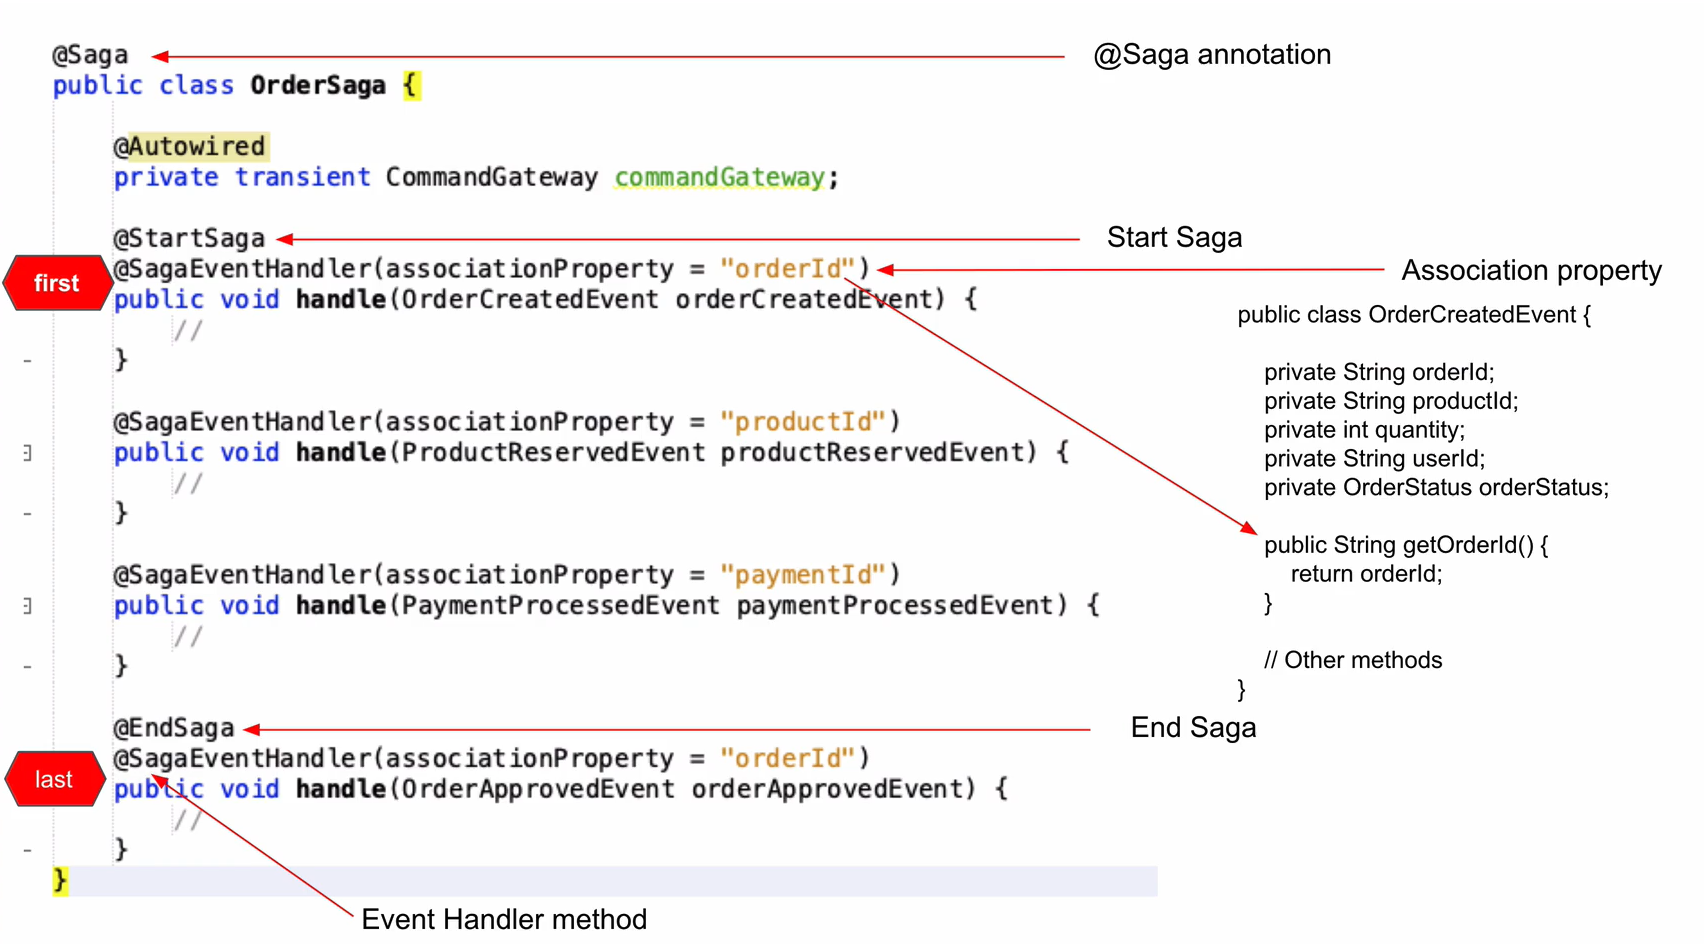 @Saga
@Saga annotation
public class OrderSaga {
@Autowired
private transient CommandGateway commandGateway;
@StartSaga
Start Saga
first
@SagaEventHandler(associationProperty = "orderId")
Association property
public void handle(OrderCreatedEvent orderCreatedEvent) {
//
}
@SagaEventHandler(associationProperty = "productId")
public void handle(ProductReservedEvent productReservedEvent) {
//
}
@SagaEventHandler(associationProperty = "paymentId")
public void handle(PaymentProcessedEvent paymentProcessedEvent) {
//
}
@EndSaga
End Saga
last
@SagaEventHandler(associationProperty = "orderId")
public void handle(OrderApprovedEvent orderApprovedEvent) {
//
}
}
Event Handler method
public class OrderCreatedEvent {
private String orderId;
private String productId;
private int quantity;
private String userId;
private OrderStatus orderStatus;
public String getOrderId() {
return orderId;
}
// Other methods
}